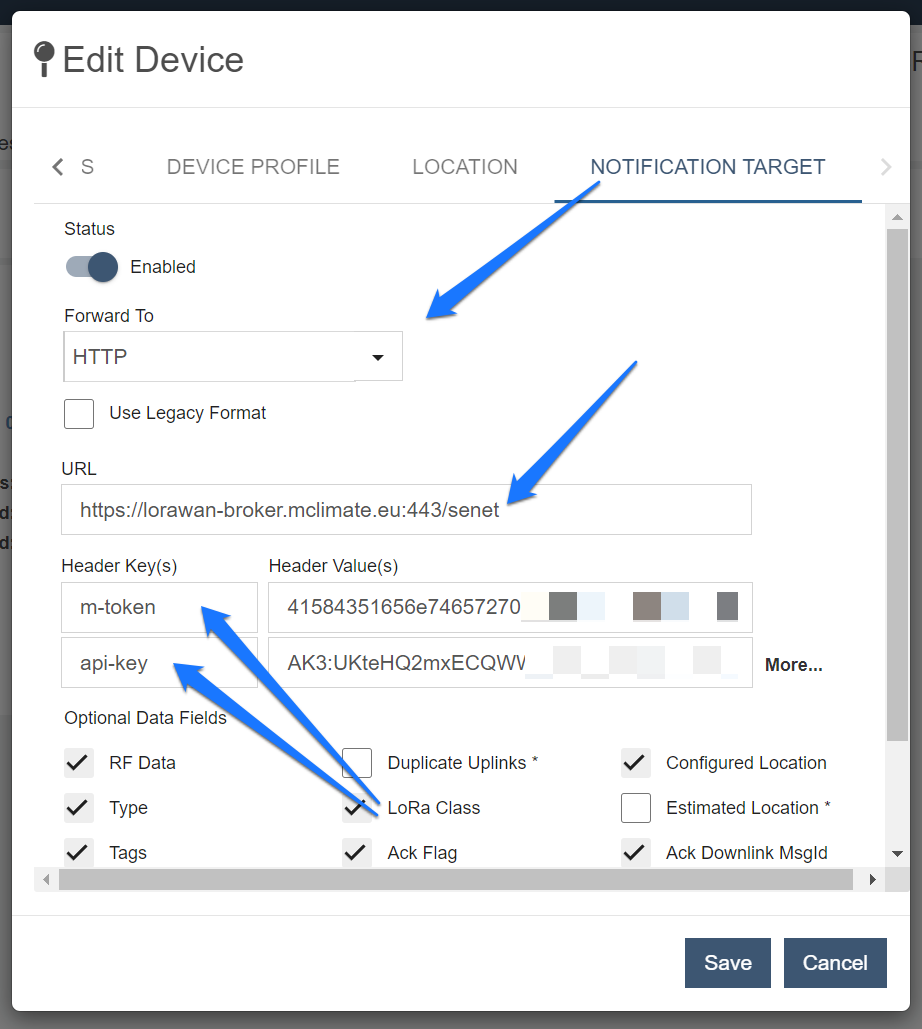 Edit Device
S DEVICE PROFILE LOCATION NOTIFICATION TARGET
Status
Enabled
Forward To
HTTP
Use Legacy Format
URL
https://lorawan-broker.mclimate.eu:443/senet
Header Key(s) Header Value(s)
m-token 41584351656e74657270
api-key AK3:UKteHQ2mxECQW
More...
Optional Data Fields
RF Data Duplicate Uplinks * Configured Location
Type LoRa Class Estimated Location *
Tags Ack Flag Ack Downlink MsgId
Save Cancel